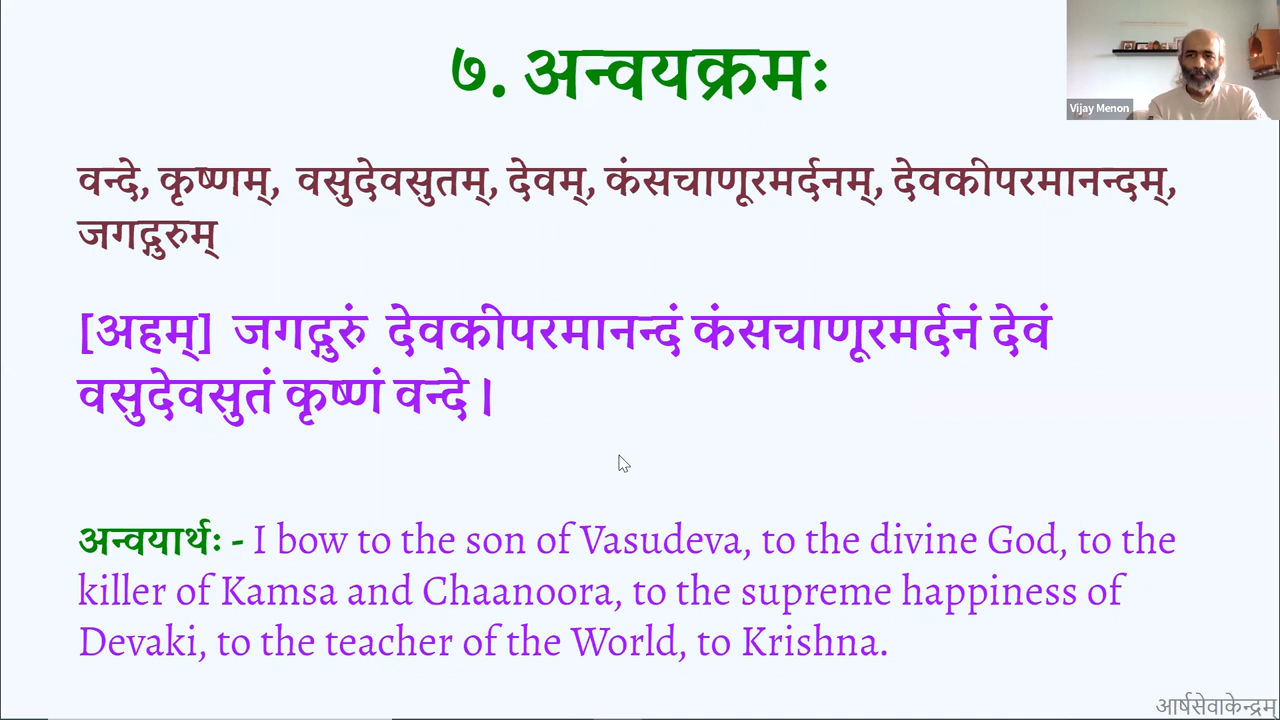 ७. अन्वयक्रमः
Vijay Menon
वन्दे, कृष्णम्, वसुदेवसुतम्, देवम्, कंसचाणूरमर्दनम्, देवकीपरमानन्दम्,
जगद्गुरुम्
[अहम्] जगद्गुरुं देवकीपरमानन्दं कंसचाणूरमर्दनं देवं
वसुदेवसुतं कृष्णं वन्दे ।
अन्वयार्थः - I bow to the son of Vasudeva, to the divine God, to the
killer of Kamsa and Chaanoora, to the supreme happiness of
Devaki, to the teacher of the World, to Krishna.
आर्षसेवाकेन्द्रम्